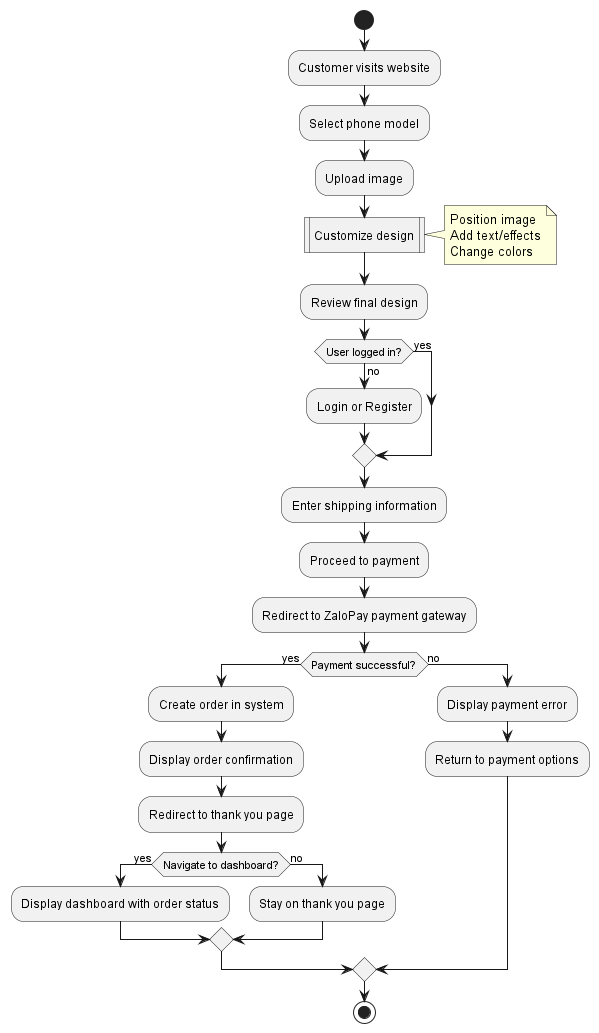 Customer visits website
Select phone model
Upload image
Customize design
Position image
Add text/effects
Change colors
Review final design
User logged in?
yes
no
Login or Register
Enter shipping information
Proceed to payment
Redirect to ZaloPay payment gateway
yes
Payment successful?
no
Create order in system
Display payment error
Display order confirmation
Return to payment options
Redirect to thank you page
yes
Navigate to dashboard?
no
Display dashboard with order status
Stay on thank you page